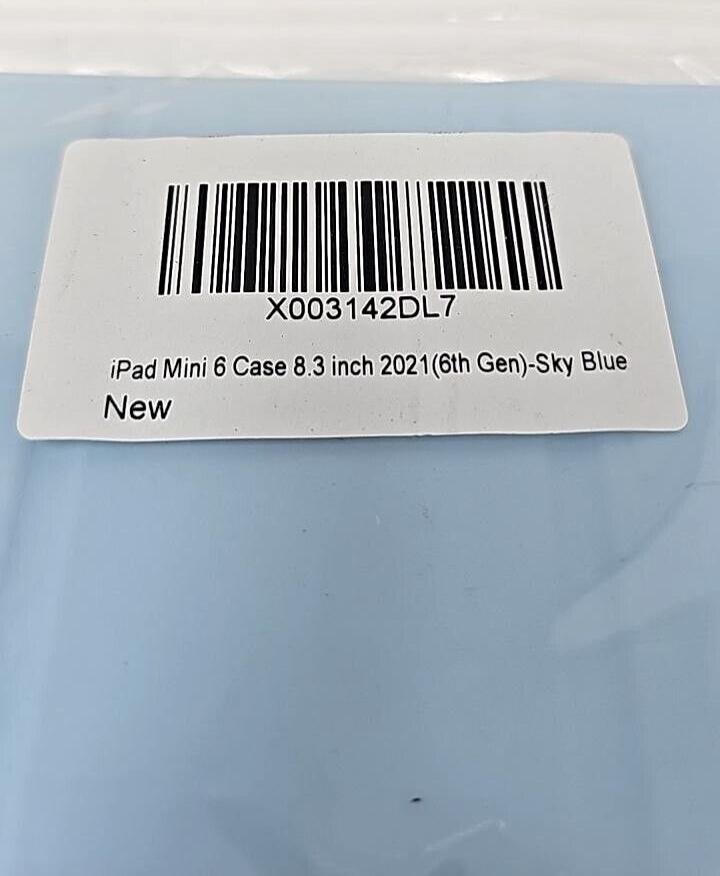 X003142DL7
iPad Mini 6 Case 8.3 inch 2021(6th Gen)-Sky Blue
New